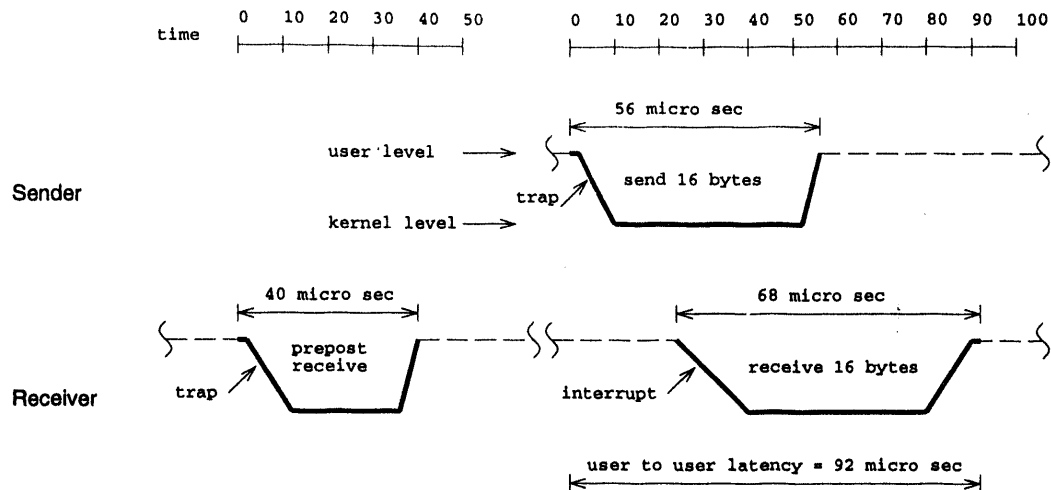 time
0 10 20 30 40 50
0 10 20 30 40 50 60 70 80 90 100
56 micro sec
user level
send 16 bytes
Sender
trap
kernel level
40 micro sec
68 micro sec
prepost
receive
receive 16 bytes
trap
interrupt
Receiver
user to user latency = 92 micro sec